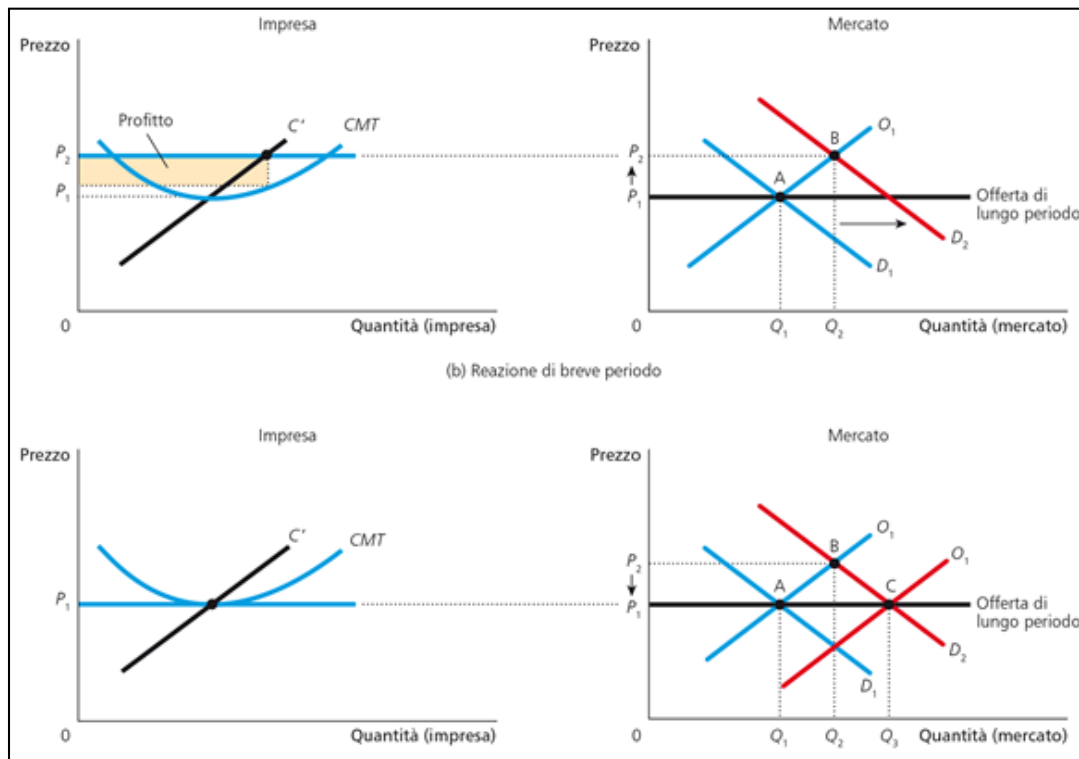 Impresa
Prezzo
Profitto
C'
CMT
P2
P1
0
Quantità (impresa)
Mercato
Prezzo
O1
B
P2
A
P1
Offerta di
lungo periodo
D2
D1
0
Q1
Q2
Quantità (mercato)
(b) Reazione di breve periodo
Impresa
Prezzo
C'
CMT
P1
0
Quantità (impresa)
Mercato
Prezzo
O1
B
O1
P2
A
C
P1
Offerta di
lungo periodo
D2
D1
0
Q1
Q2
Q3
Quantità (mercato)